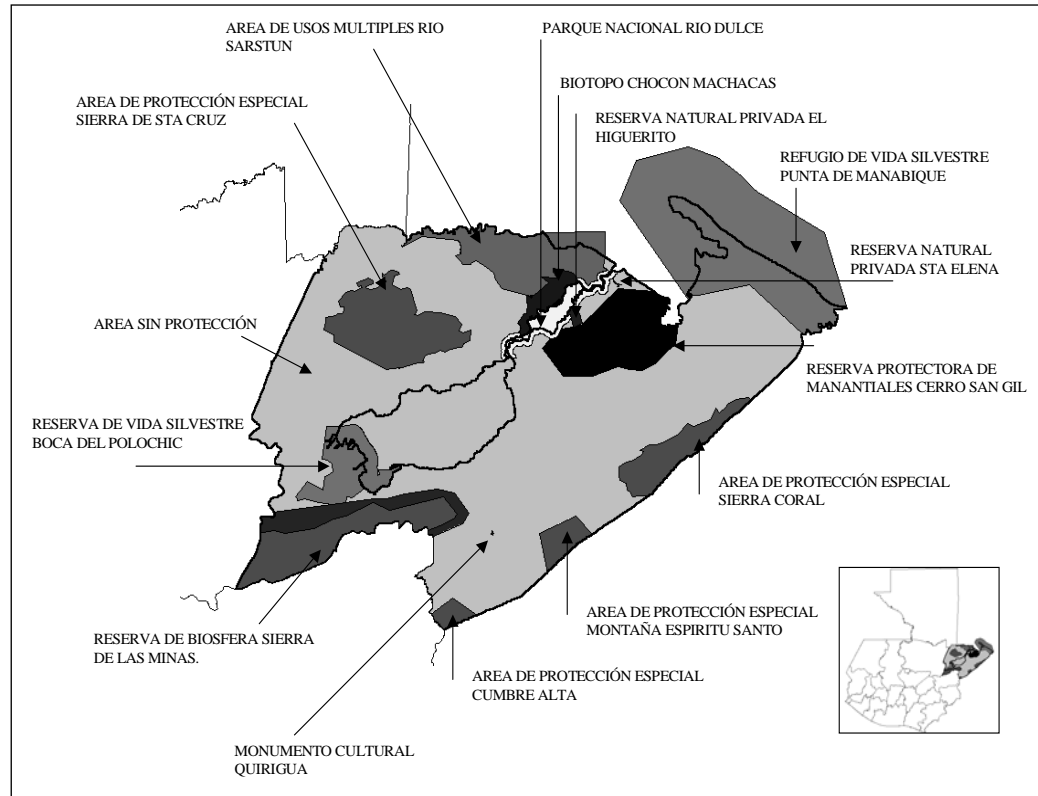 AREA DE USOS MULTIPLES RIO
SARSTUN
PARQUE NACIONAL RIO DULCE
BIOTOPO CHOCON MACHACAS
AREA DE PROTECCIÓN ESPECIAL
SIERRA DE STA CRUZ
RESERVA NATURAL PRIVADA EL
HIGUERITO
REFUGIO DE VIDA SILVESTRE
PUNTA DE MANABIQUE
RESERVA NATURAL
PRIVADA STA ELENA
AREA SIN PROTECCIÓN
RESERVA PROTECTORA DE
MANANTIALES CERRO SAN GIL
RESERVA DE VIDA SILVESTRE
BOCA DEL POLOCHIC
AREA DE PROTECCIÓN ESPECIAL
SIERRA CORAL
AREA DE PROTECCIÓN ESPECIAL
MONTAÑA ESPIRITU SANTO
RESERVA DE BIOSFERA SIERRA
DE LAS MINAS.
AREA DE PROTECCIÓN ESPECIAL
CUMBRE ALTA
MONUMENTO CULTURAL
QUIRIGUA